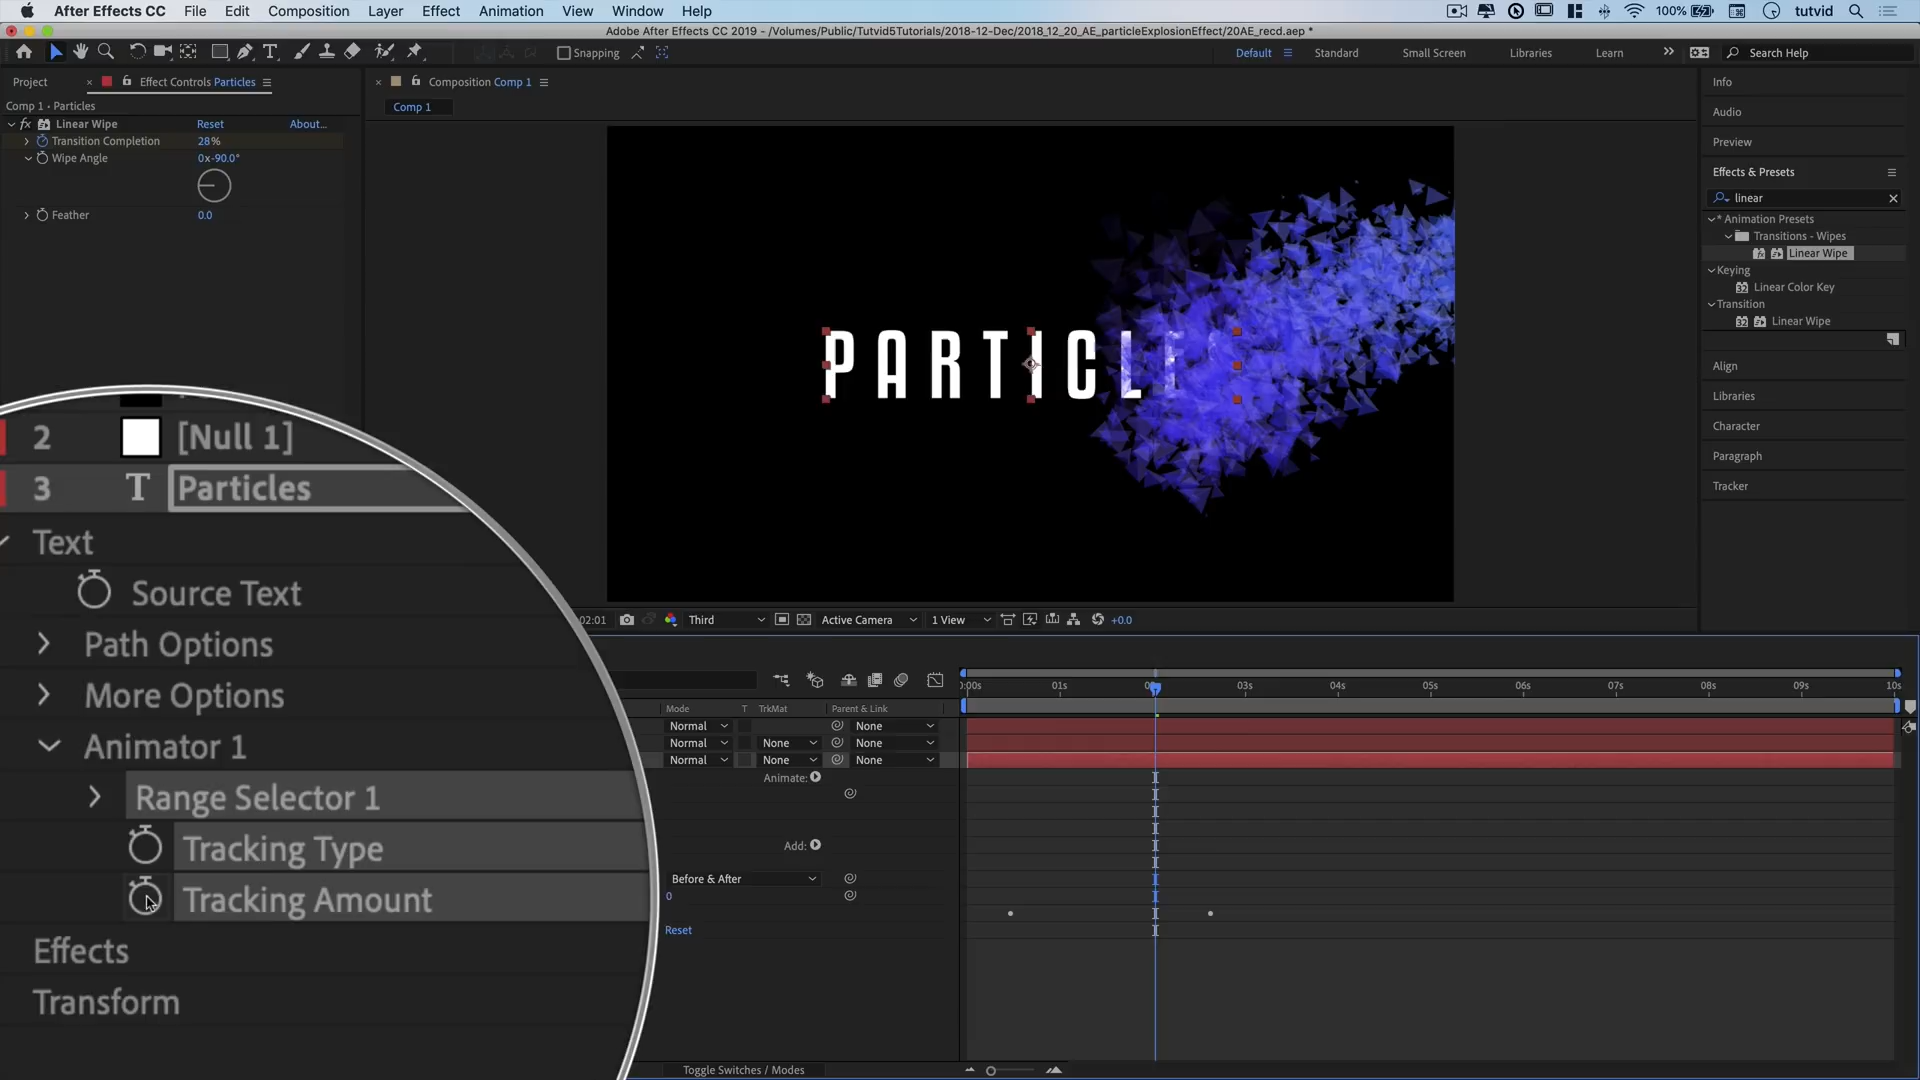 After Effects CC File Edit Composition Layer Effect Animation View Window Help 100% tutvid
Adobe After Effects CC 2019 - /Volumes/Public/Tutvid5Tutorials/2018-12-Dec/2018_12_20_AE_particleExplosionEffect/20AE_recd.aep *
Snapping Default Standard Small Screen Libraries Learn Search Help
Project Effect Controls Particles
Comp 1 • Particles
fx Linear Wipe Reset About...
Transition Completion 28%
Wipe Angle 0x-90.0°
Feather 0.0
Composition Comp 1
Comp 1
PARTICLE
02:01 Third Active Camera 1 View +0.0
Info
Audio
Preview
Effects & Presets
linear
* Animation Presets
Transitions - Wipes
Linear Wipe
Keying
32 Linear Color Key
Transition
32 Linear Wipe
Align
Libraries
Character
Paragraph
Tracker
2 [Null 1]
3 T Particles
Text
Source Text
Path Options
More Options
Animator 1
Range Selector 1
Tracking Type
Tracking Amount
Effects
Transform
Mode T TrkMat Parent & Link
Normal None
Normal None None
Normal None None
Animate:
Add:
Before & After
0
Reset
0:00s 01s 03s 04s 05s 06s 07s 08s 09s 10s
Toggle Switches / Modes